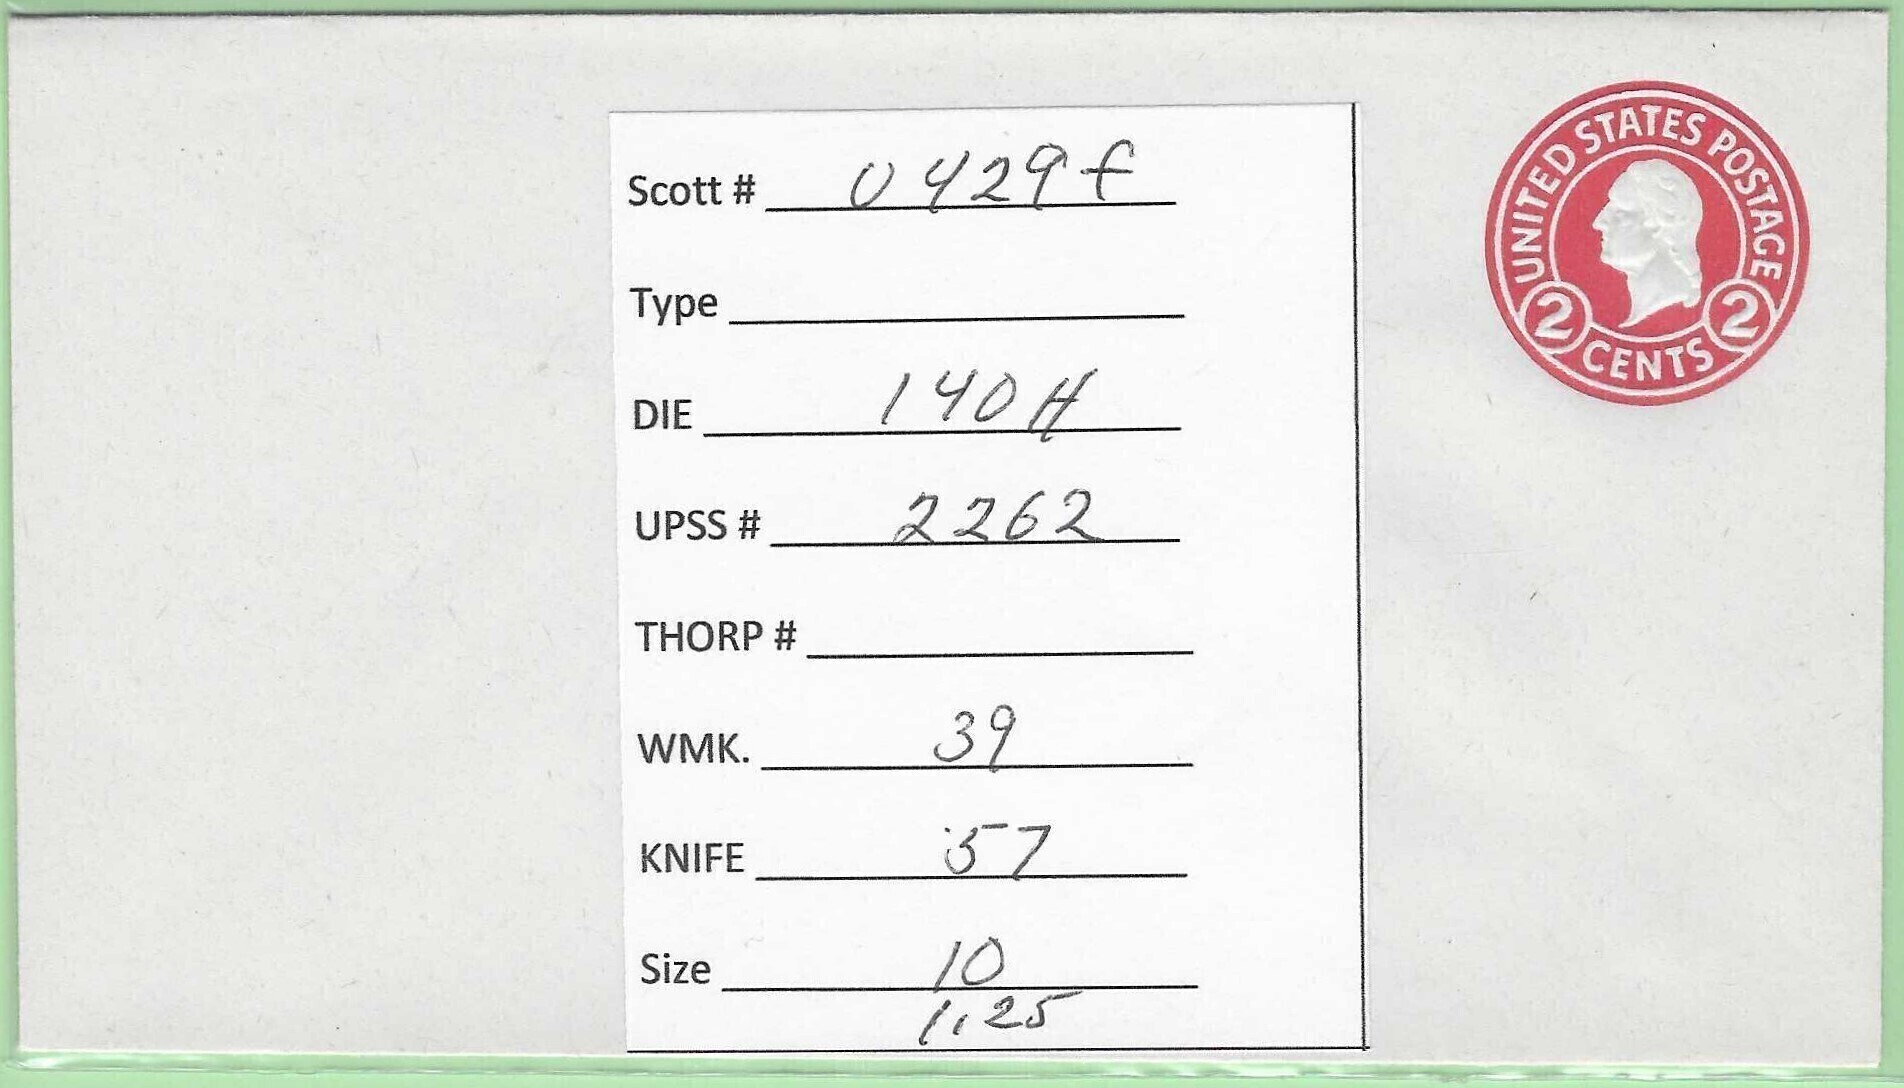 UNITED STATES POSTAGE
2 CENTS 2
Scott # U429f
Type
DIE 140H
UPSS # 2262
THORP #
WMK. 39
KNIFE 57
Size 10
1.25